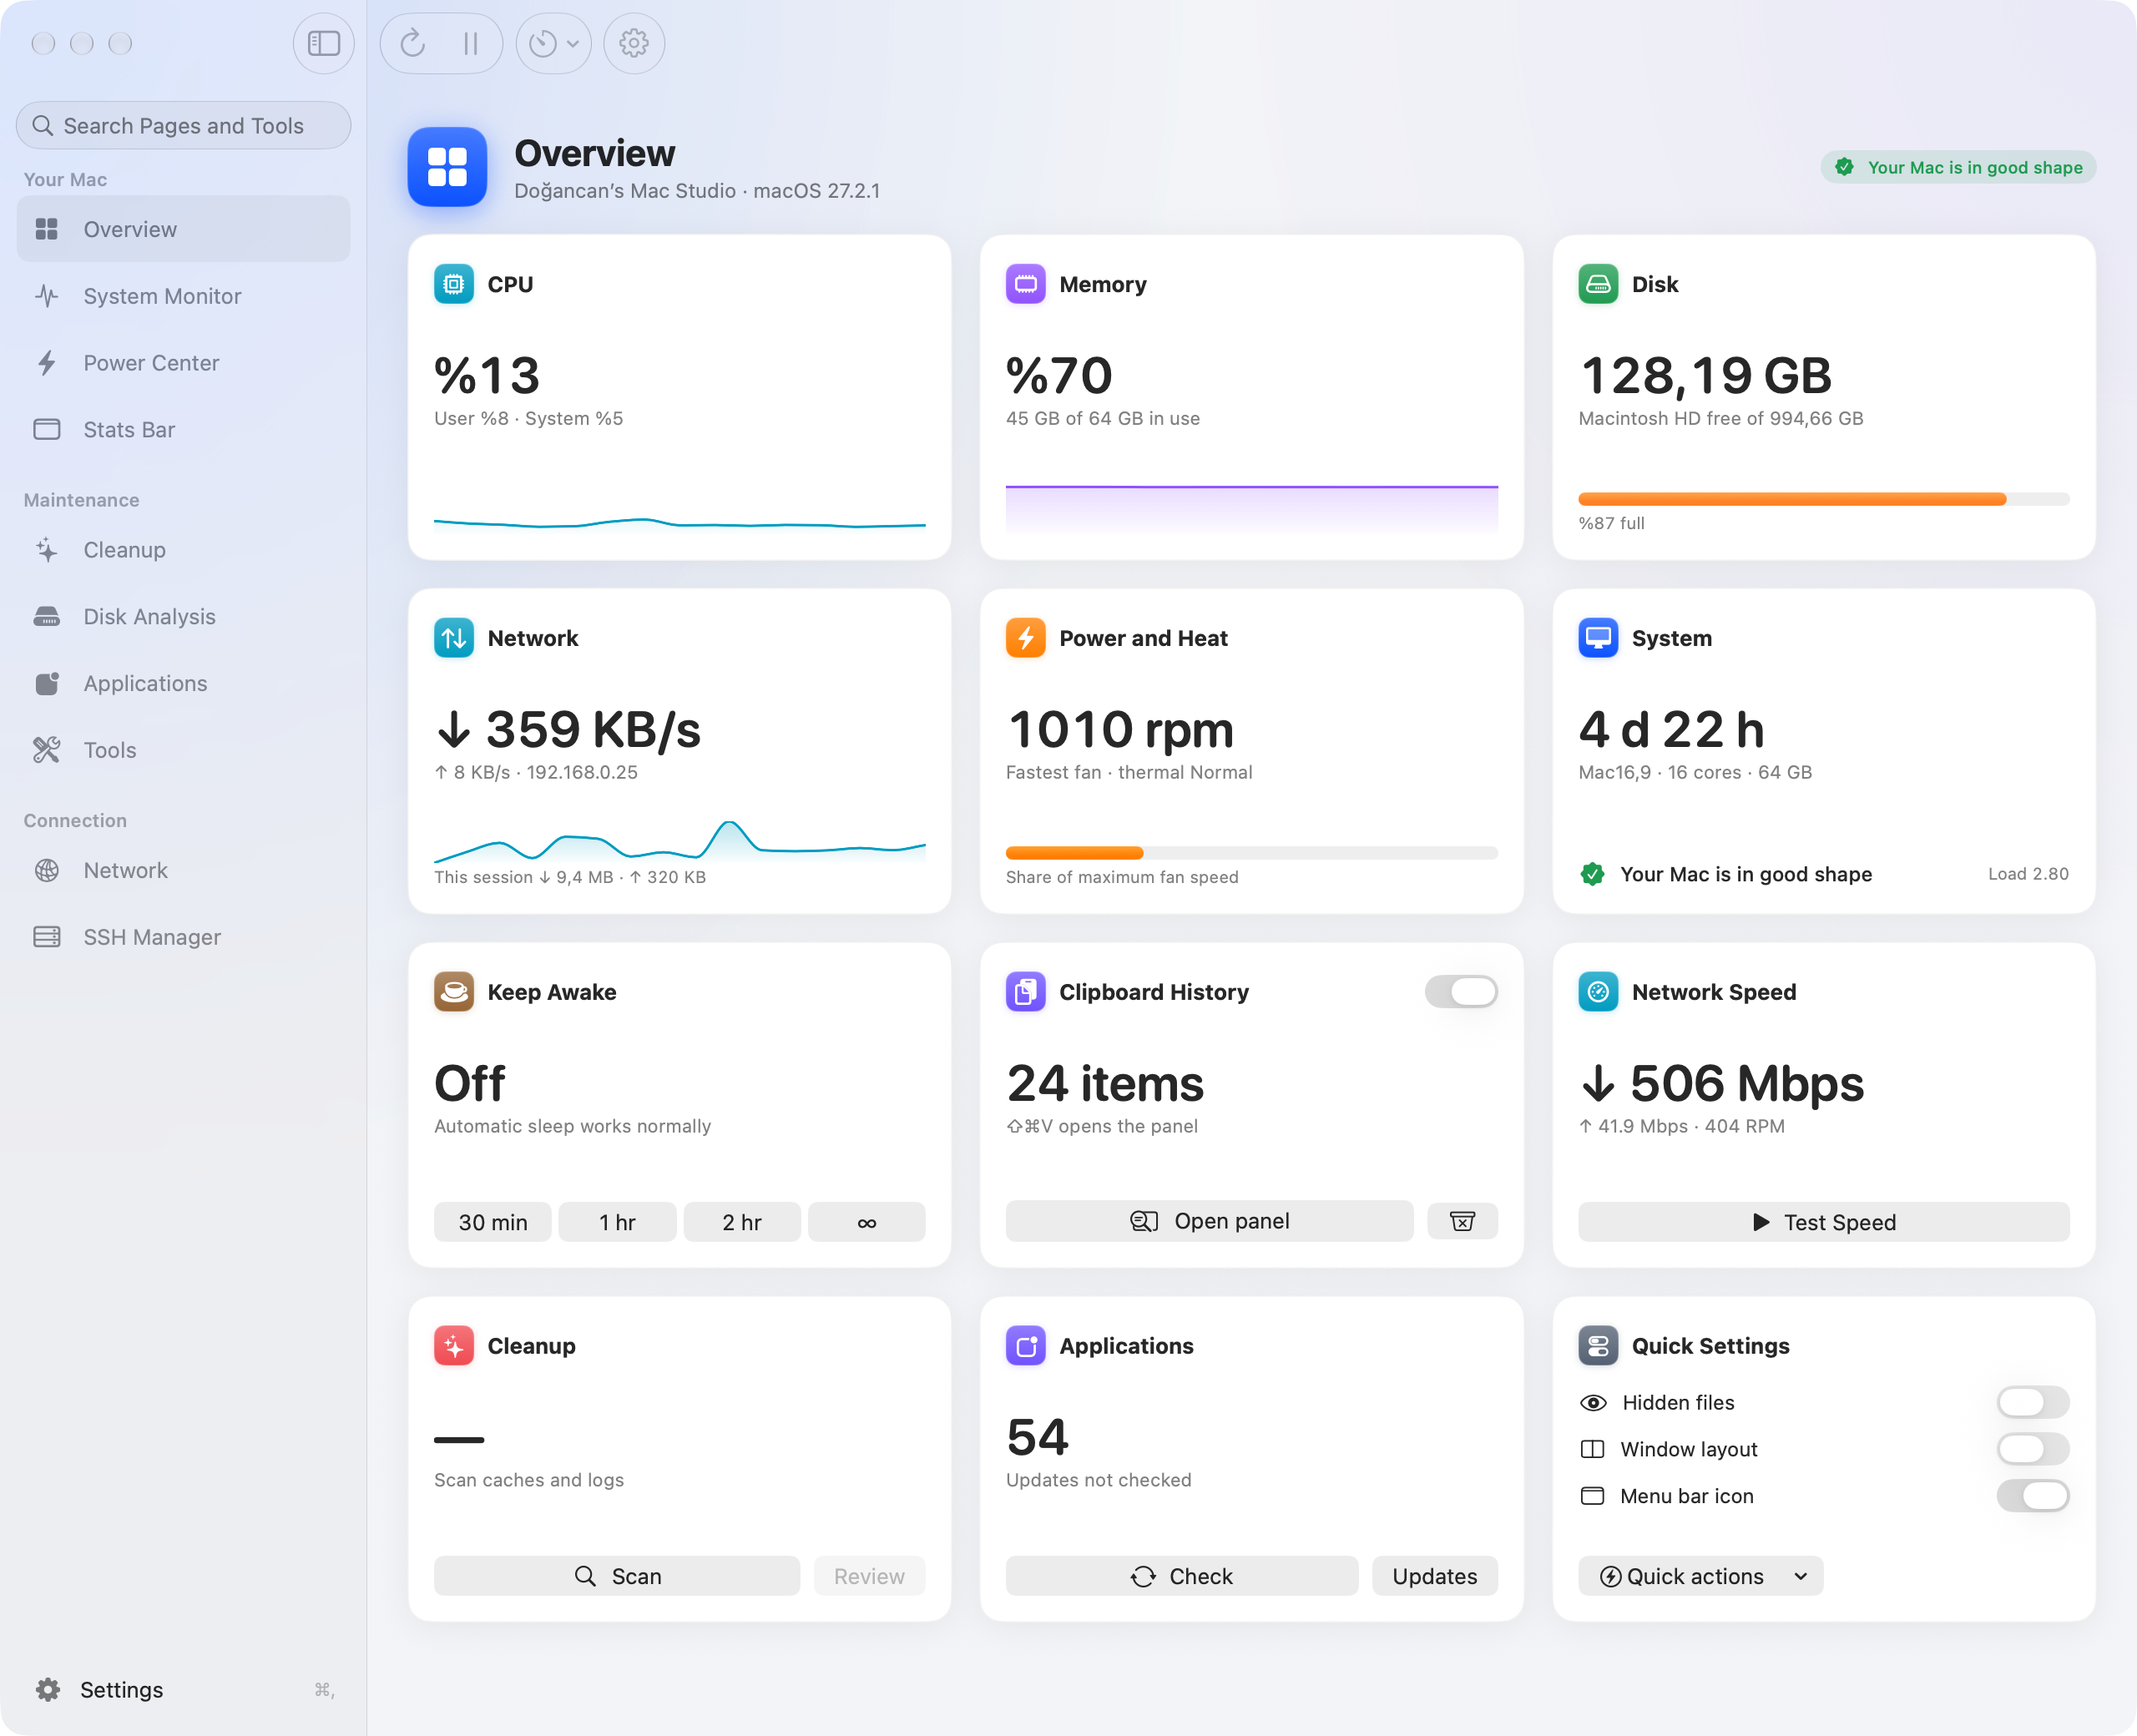 Search Pages and Tools
Your Mac
Overview
System Monitor
Power Center
Stats Bar
Maintenance
Cleanup
Disk Analysis
Applications
Tools
Connection
Network
SSH Manager
Settings
⌘,
Overview
Doğancan’s Mac Studio · macOS 27.2.1
Your Mac is in good shape
CPU
%13
User %8 · System %5
Memory
%70
45 GB of 64 GB in use
Disk
128,19 GB
Macintosh HD free of 994,66 GB
%87 full
Network
↓ 359 KB/s
↑ 8 KB/s · 192.168.0.25
This session ↓ 9,4 MB · ↑ 320 KB
Power and Heat
1010 rpm
Fastest fan · thermal Normal
Share of maximum fan speed
System
4 d 22 h
Mac16,9 · 16 cores · 64 GB
Your Mac is in good shape
Load 2.80
Keep Awake
Off
Automatic sleep works normally
30 min
1 hr
2 hr
∞
Clipboard History
24 items
⇧⌘V opens the panel
Open panel
Network Speed
↓ 506 Mbps
↑ 41.9 Mbps · 404 RPM
Test Speed
Cleanup
—
Scan caches and logs
Scan
Review
Applications
54
Updates not checked
Check
Updates
Quick Settings
Hidden files
Window layout
Menu bar icon
Quick actions